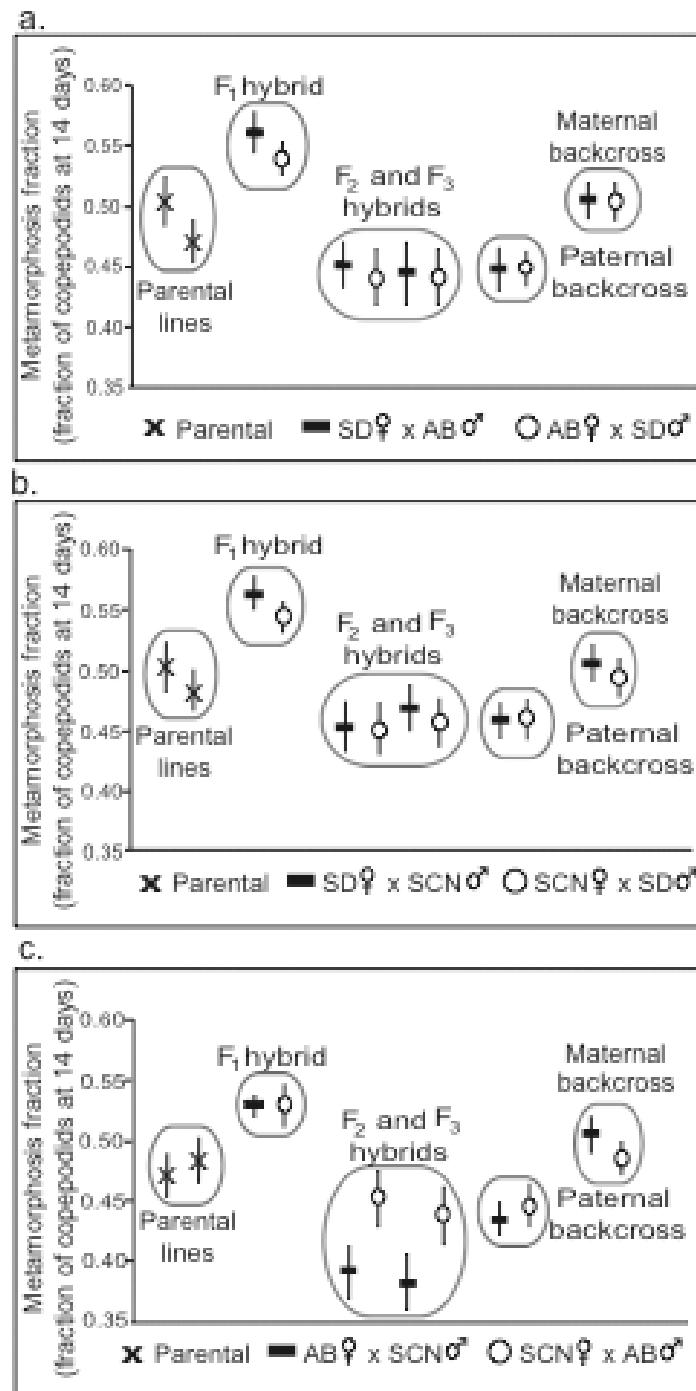 a.
Metamorphosis fraction
(fraction of copepodids at 14 days)
0.60
0.55
0.50
0.45
0.40
0.35
F1 hybrid
Parental
lines
F2 and F3
hybrids
Maternal
backcross
Paternal
backcross
Parental SD♀ x AB♂ AB♀ x SD♂
b.
Metamorphosis fraction
(fraction of copepodids at 14 days)
0.60
0.55
0.50
0.45
0.40
0.35
F1 hybrid
Parental
lines
F2 and F3
hybrids
Maternal
backcross
Paternal
backcross
Parental SD♀ x SCN♂ SCN♀ x SD♂
c.
Metamorphosis fraction
(fraction of copepodids at 14 days)
0.60
0.55
0.50
0.45
0.40
0.35
F1 hybrid
Parental
lines
F2 and F3
hybrids
Maternal
backcross
Paternal
backcross
Parental AB♀ x SCN♂ SCN♀ x AB♂